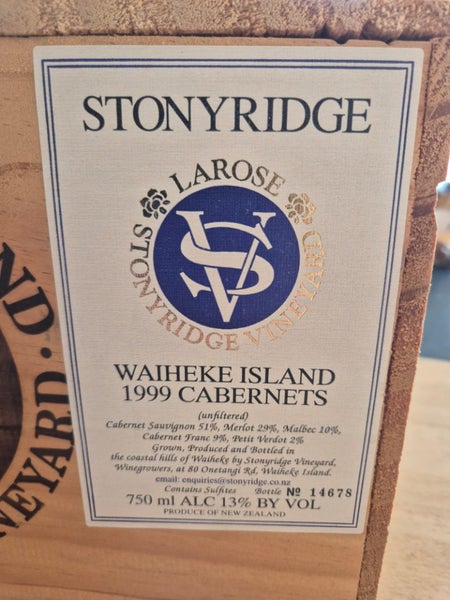 STONYRIDGE
LAROSE
SV
STONYRIDGE VINEYARD
WAIHEKE ISLAND
1999 CABERNETS
(unfiltered)
Cabernet Sauvignon 51%, Merlot 29%, Malbec 10%,
Cabernet Franc 9%, Petit Verdot 2%
Grown, Produced and Bottled in
the coastal hills of Waiheke by Stonyridge Vineyard,
Winegrowers, at 80 Onetangi Rd, Waiheke Island.
email: enquiries@stonyridge.co.nz
Contains Sulfites Bottle № 14678
750 ml ALC 13% BY VOL
PRODUCE OF NEW ZEALAND